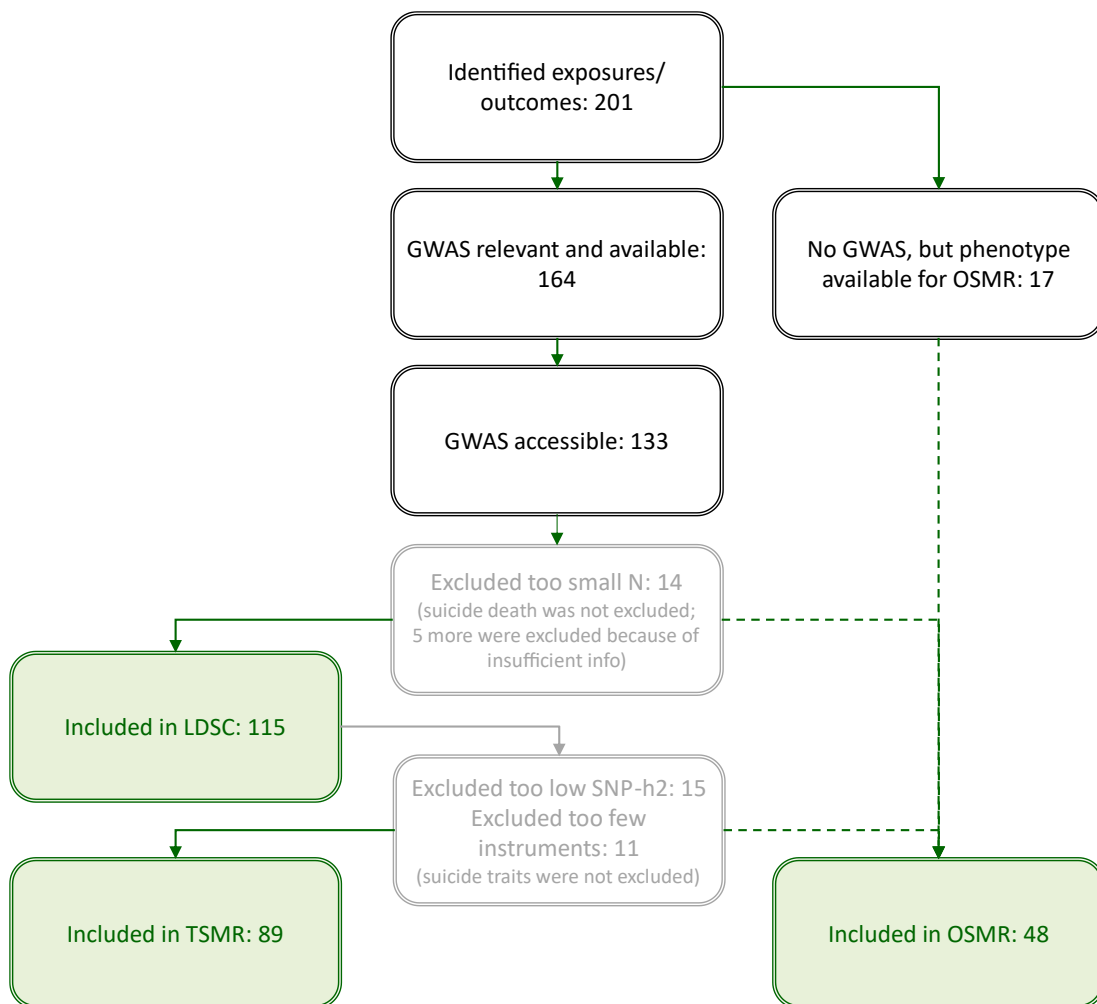 Identified exposures/
outcomes: 201
GWAS relevant and available:
164
No GWAS, but phenotype
available for OSMR: 17
GWAS accessible: 133
Excluded too small N: 14
(suicide death was not excluded;
5 more were excluded because of
insufficient info)
Included in LDSC: 115
Excluded too low SNP-h2: 15
Excluded too few
instruments: 11
(suicide traits were not excluded)
Included in TSMR: 89
Included in OSMR: 48